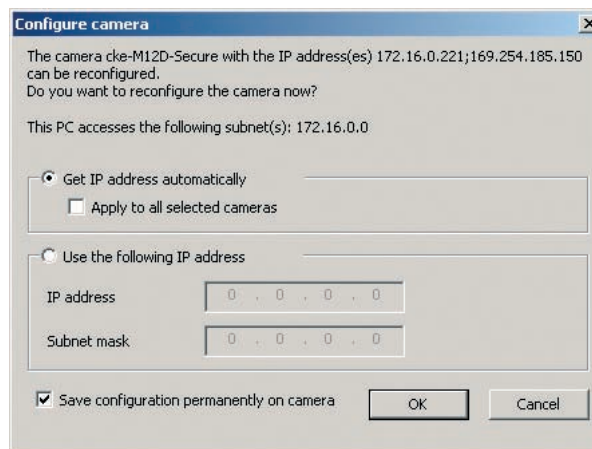 Configure camera
The camera cke-M12D-Secure with the IP address(es) 172.16.0.221;169.254.185.150
can be reconfigured.
Do you want to reconfigure the camera now?
This PC accesses the following subnet(s): 172.16.0.0
Get IP address automatically
Apply to all selected cameras
Use the following IP address
IP address 0 . 0 . 0 . 0
Subnet mask 0 . 0 . 0 . 0
Save configuration permanently on camera OK Cancel